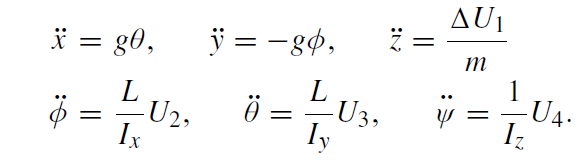 ẍ = gθ, ÿ = −gϕ, z̈ = ΔU₁/m
ϕ̈ = L/Iₓ U₂, θ̈ = L/I_y U₃, ψ̈ = 1/I_z U₄.